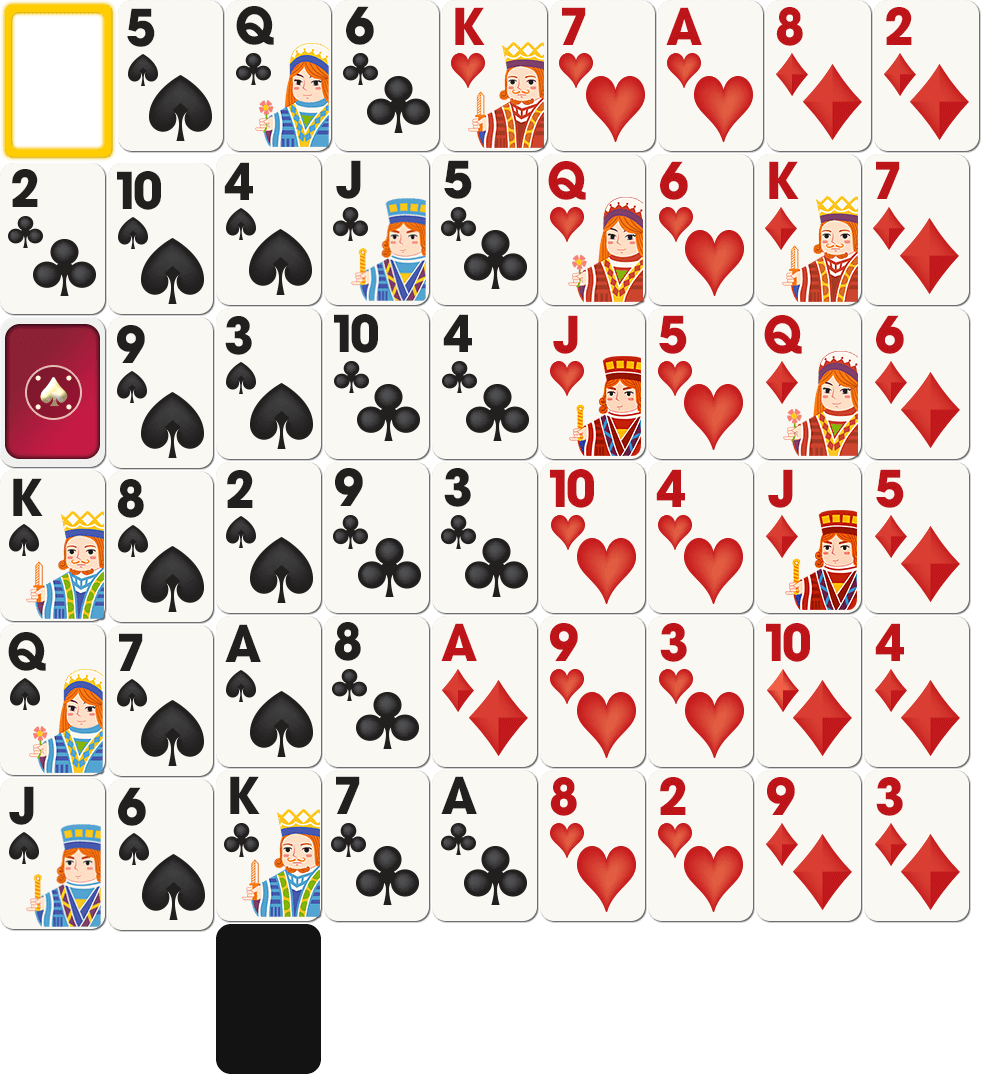 5 Q 6 K 7 A 8 2
2 10 4 J 5 Q 6 K 7
9 3 10 4 J 5 Q 6
K 8 2 9 3 10 4 J 5
Q 7 A 8 A 9 3 10 4
J 6 K 7 A 8 2 9 3